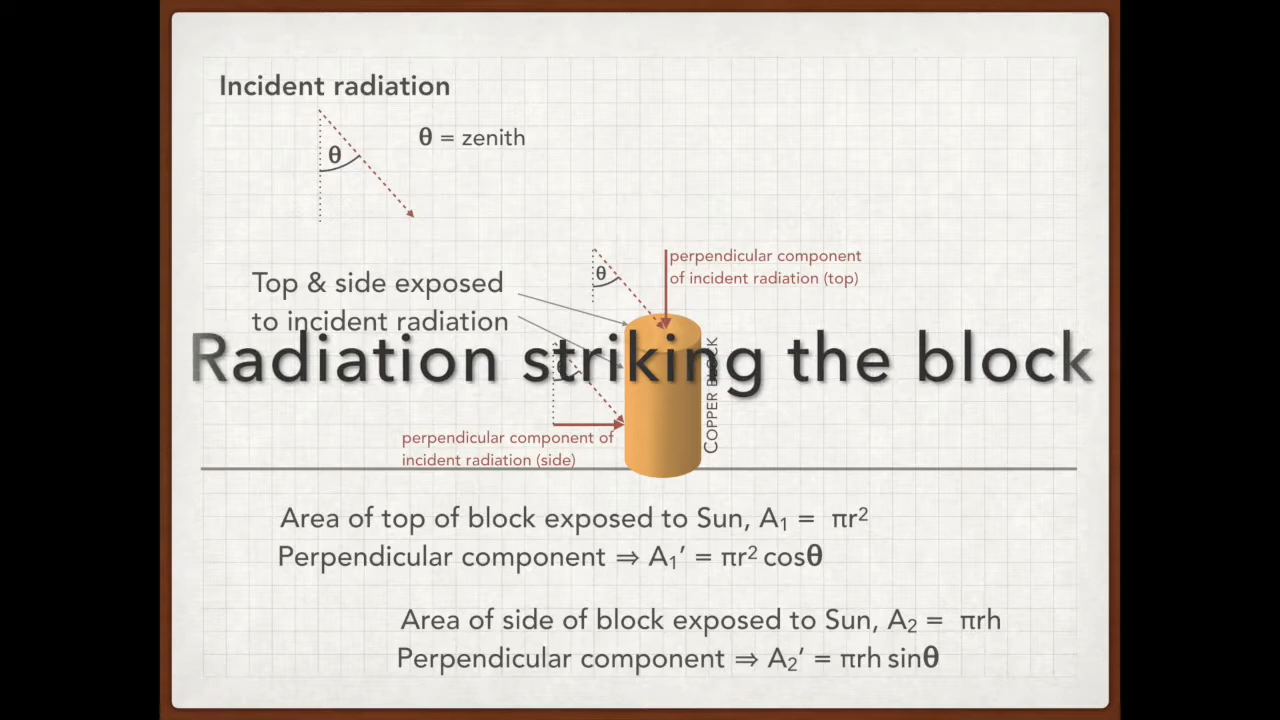 Incident radiation
θ = zenith
θ
θ
perpendicular component
of incident radiation (top)
Top & side exposed
to incident radiation
Radiation striking the block
COPPER BLOCK
perpendicular component of
incident radiation (side)
Area of top of block exposed to Sun, A₁ = πr²
Perpendicular component ⇒ A₁’ = πr² cosθ
Area of side of block exposed to Sun, A₂ = πrh
Perpendicular component ⇒ A₂’ = πrh sinθ